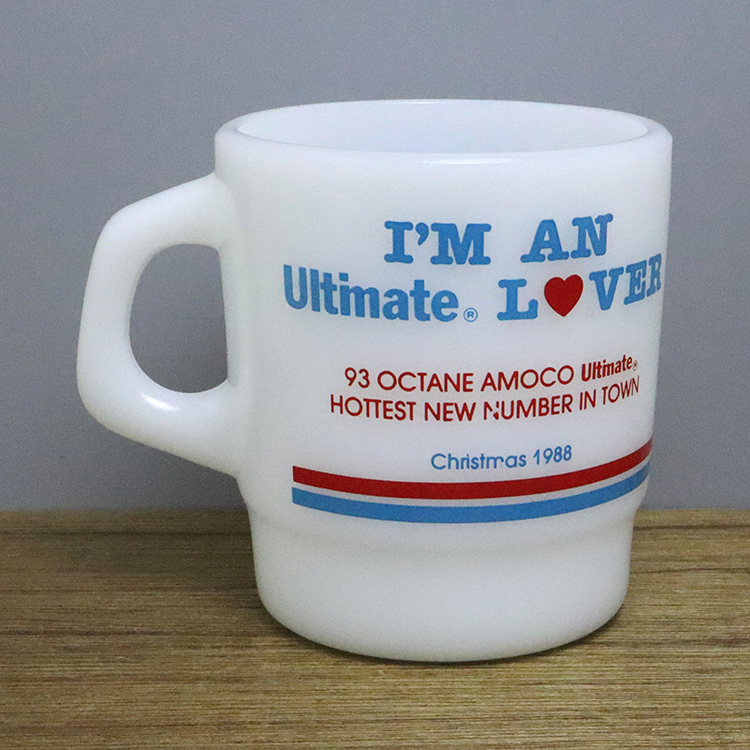 I'M AN
Ultimate® L♥VER
93 OCTANE AMOCO Ultimate®
HOTTEST NEW NUMBER IN TOWN
Christmas 1988